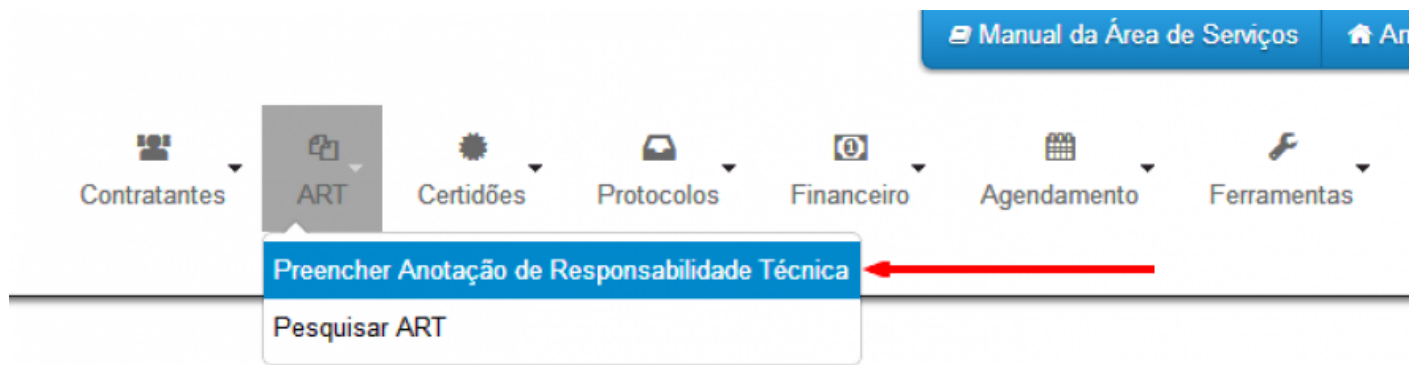 Manual da Área de Serviços
Contratantes ART Certidões Protocolos Financeiro Agendamento Ferramentas
Preencher Anotação de Responsabilidade Técnica
Pesquisar ART